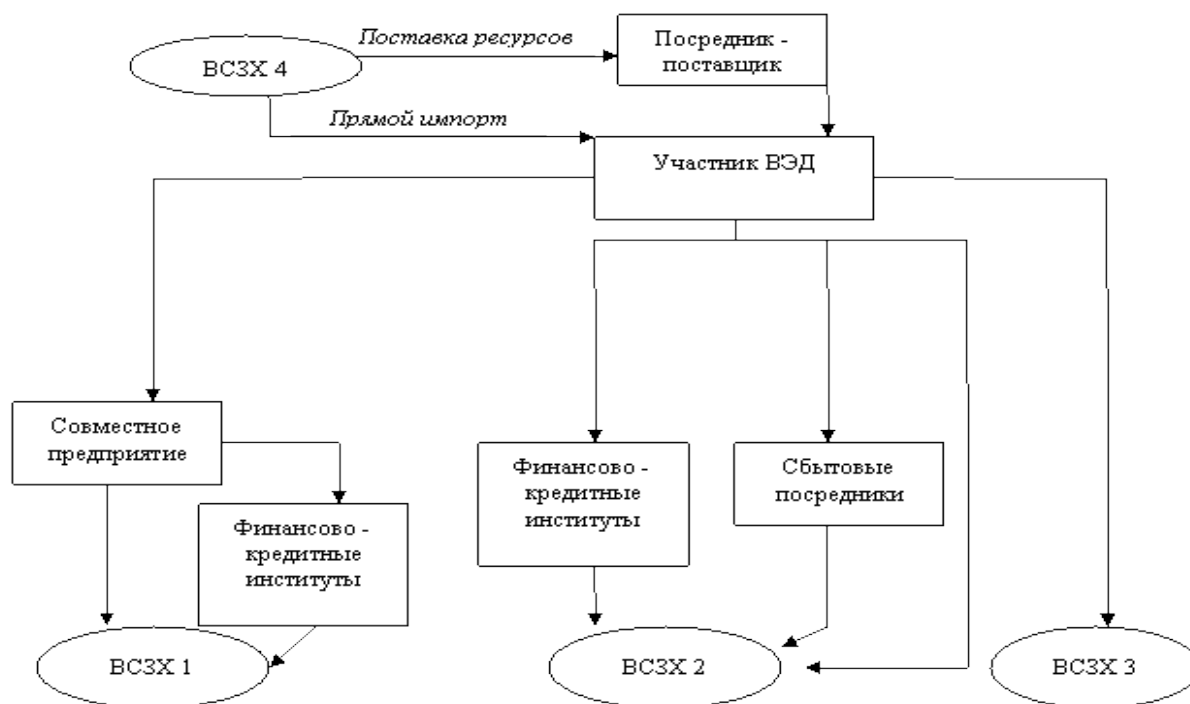 Поставка ресурсов
Посредник -
поставщик
ВСЗХ 4
Прямой импорт
Участник ВЭД
Совместное
предприятие
Финансово -
кредитные
институты
Сбытовые
посредники
Финансово -
кредитные
институты
ВСЗХ 1
ВСЗХ 2
ВСЗХ 3